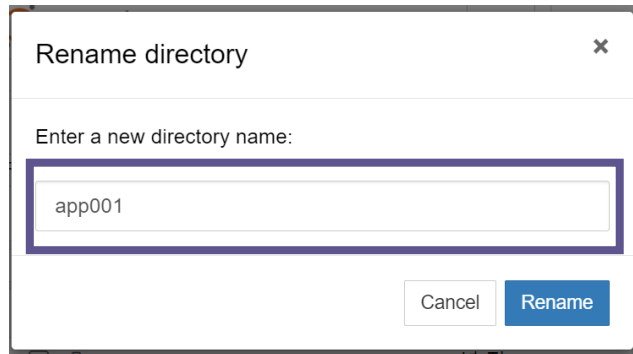 Rename directory
×
Enter a new directory name:
app001
Cancel Rename